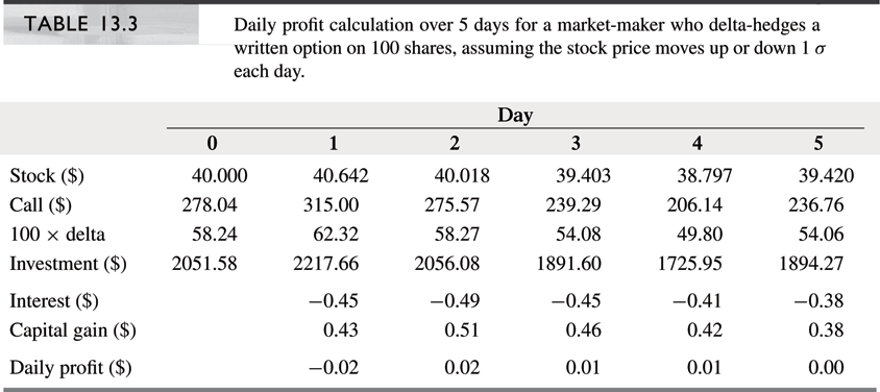 TABLE 13.3
Daily profit calculation over 5 days for a market-maker who delta-hedges a
written option on 100 shares, assuming the stock price moves up or down 1 σ
each day.
Day
0 1 2 3 4 5
Stock ($) 40.000 40.642 40.018 39.403 38.797 39.420
Call ($) 278.04 315.00 275.57 239.29 206.14 236.76
100 × delta 58.24 62.32 58.27 54.08 49.80 54.06
Investment ($) 2051.58 2217.66 2056.08 1891.60 1725.95 1894.27
Interest ($) −0.45 −0.49 −0.45 −0.41 −0.38
Capital gain ($) 0.43 0.51 0.46 0.42 0.38
Daily profit ($) −0.02 0.02 0.01 0.01 0.00